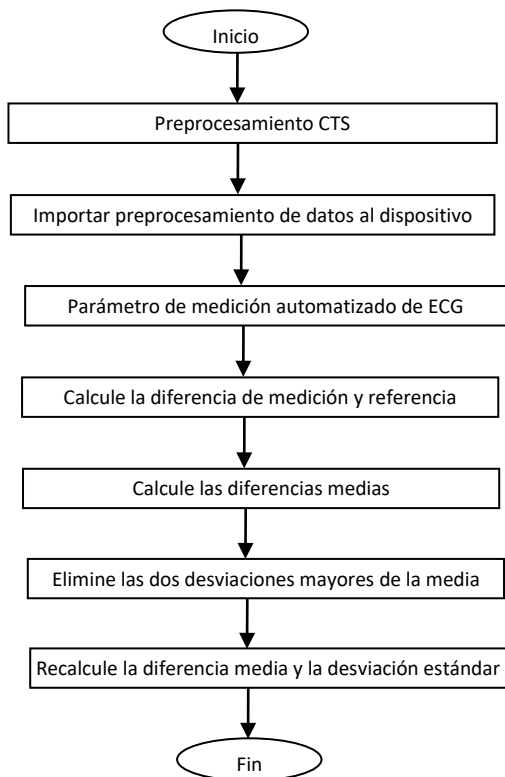 Inicio
Preprocesamiento CTS
Importar preprocesamiento de datos al dispositivo
Parámetro de medición automatizado de ECG
Calcule la diferencia de medición y referencia
Calcule las diferencias medias
Elimine las dos desviaciones mayores de la media
Recalcule la diferencia media y la desviación estándar
Fin